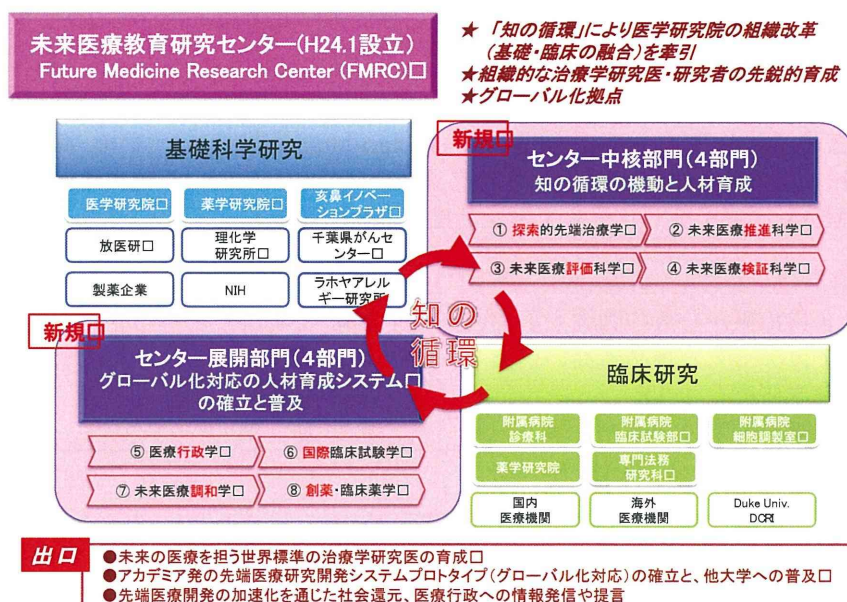 未来医療教育研究センター(H24.1設立)
Future Medicine Research Center (FMRC)□
★ 「知の循環」により医学研究院の組織改革
(基礎・臨床の融合)を牽引
★組織的な治療学研究医・研究者の先鋭的育成
★グローバル化拠点
基礎科学研究
医学研究院□
薬学研究院□
亥鼻イノベー
ションプラザ□
放医研□
理化学
研究所□
千葉県がんセ
ンター□
製薬企業
NIH
ラホヤアレル
ギー研究所
新規□
センター中核部門(4部門)
知の循環の機動と人材育成
① 探索的先端治療学□
② 未来医療推進科学□
③ 未来医療評価科学□
④ 未来医療検証科学□
知の
循環
新規□
センター展開部門(4部門)
グローバル化対応の人材育成システム□
の確立と普及
⑤ 医療行政学□
⑥ 国際臨床試験学□
⑦ 未来医療調和学□
⑧ 創薬・臨床薬学□
臨床研究
附属病院
診療科
附属病院
臨床試験部□
附属病院
細胞調製室□
薬学研究院
専門法務
研究科□
国内
医療機関
海外
医療機関
Duke Univ.
DCRI
出口
●未来の医療を担う世界標準の治療学研究医の育成□
●アカデミア発の先端医療研究開発システムプロトタイプ(グローバル化対応)の確立と、他大学への普及□
●先端医療開発の加速化を通じた社会還元、医療行政への情報発信や提言